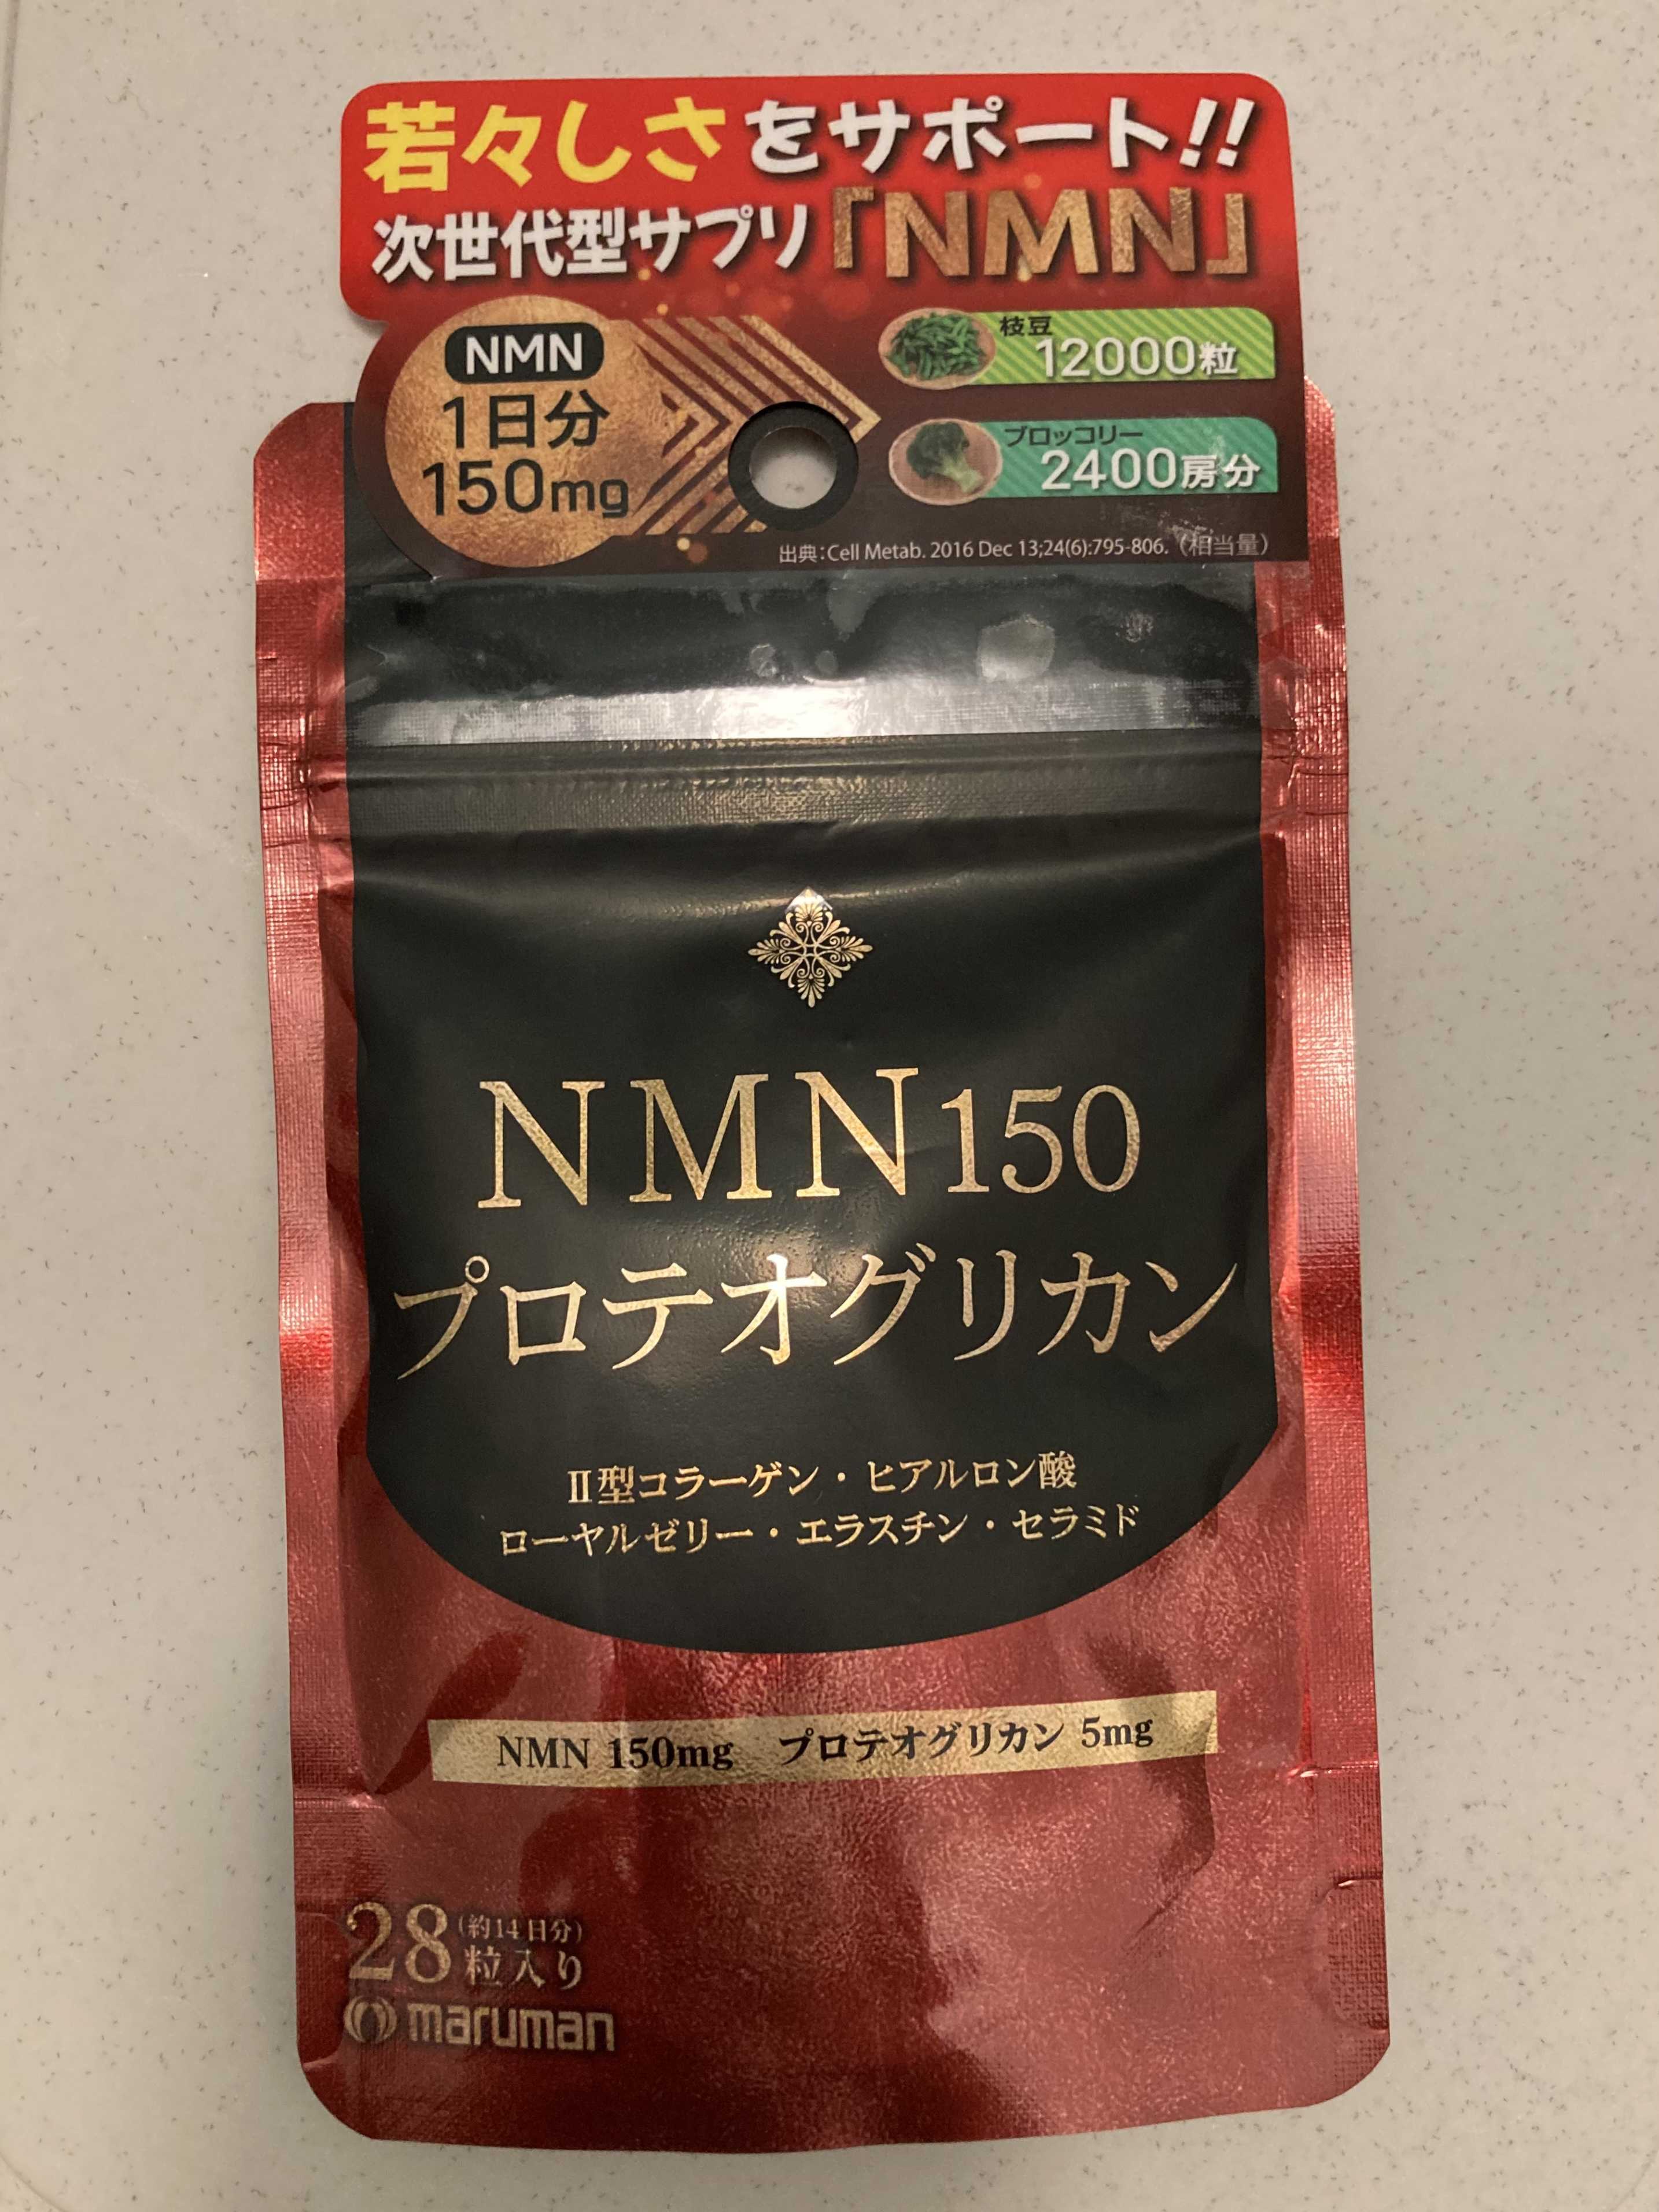 若々しさをサポート!!
次世代型サプリ「NMN」
NMN
1日分
150mg
枝豆
12000粒
ブロッコリー
2400房分
出典:Cell Metab. 2016 Dec 13;24(6):795-806.(相当量)
NMN150
プロテオグリカン
Ⅱ型コラーゲン・ヒアルロン酸
ローヤルゼリー・エラスチン・セラミド
NMN 150mg プロテオグリカン 5mg
28粒入り
(約14日分)
maruman